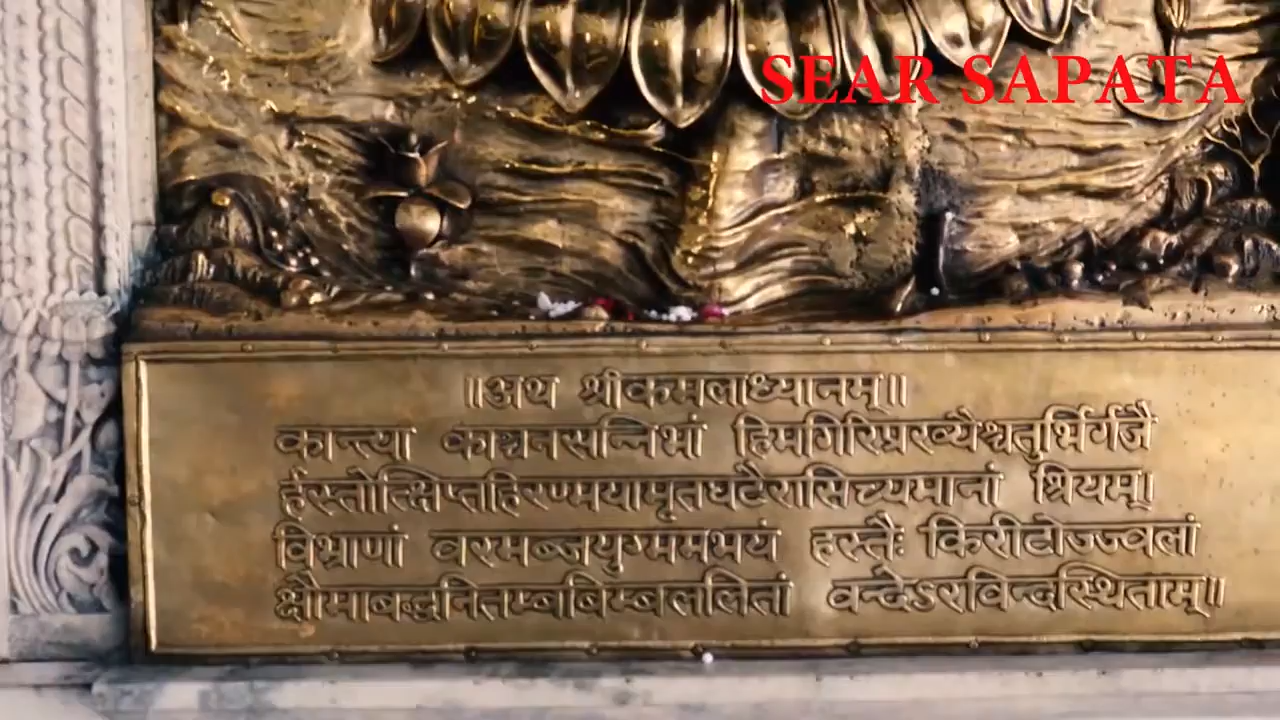 SEAR SAPATA
॥अथ श्रीकमलाध्यानम्॥
कान्त्या काञ्चनसन्निभां हिमगिरिप्रख्यैश्चतुर्भिर्गजै
र्हस्तोत्क्षिप्तहिरण्मयामृतघटैरासिच्यमानां श्रियम्।
विभ्राणां वरमब्जयुग्ममभयं हस्तैः किरीटोज्ज्वलां
क्षौमाबद्धनितम्बबिम्बललितां वन्देऽरविन्दस्थिताम्॥